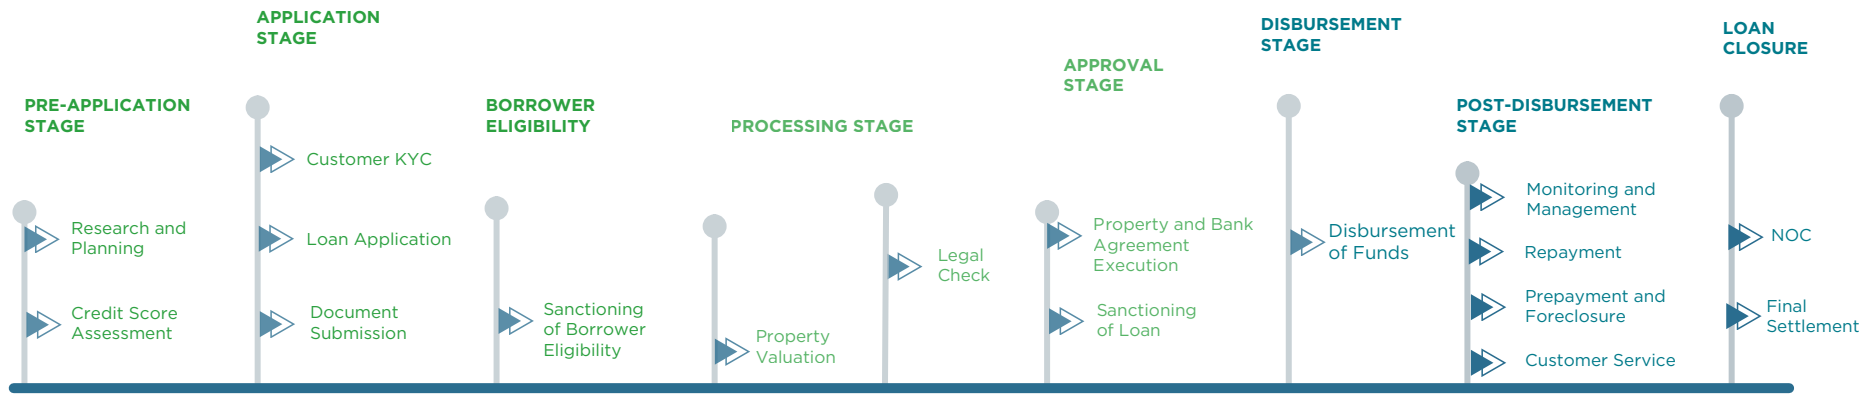 PRE-APPLICATION
STAGE
Research and
Planning
Credit Score
Assessment
APPLICATION
STAGE
Customer KYC
Loan Application
Document
Submission
BORROWER
ELIGIBILITY
Sanctioning
of Borrower
Eligibility
PROCESSING STAGE
Property
Valuation
Legal
Check
APPROVAL
STAGE
Property and Bank
Agreement
Execution
Sanctioning
of Loan
DISBURSEMENT
STAGE
Disbursement
of Funds
POST-DISBURSEMENT
STAGE
Monitoring and
Management
Repayment
Prepayment and
Foreclosure
Customer Service
LOAN
CLOSURE
NOC
Final
Settlement